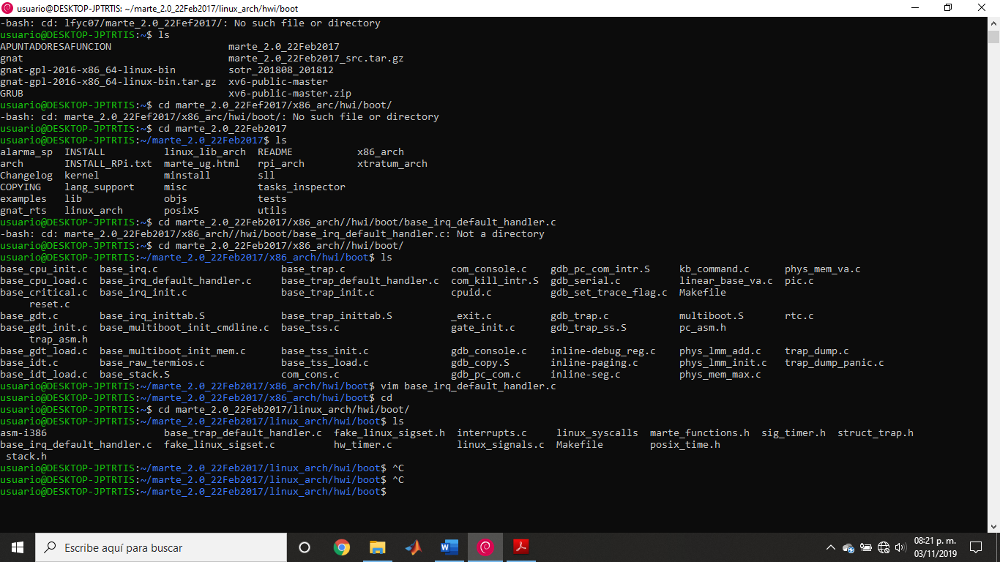 usuario@DESKTOP-JPTRTIS: ~/marte_2.0_22Feb2017/linux_arch/hwi/boot
-bash: cd: lfyc07/marte_2.0_22Fef2017/: No such file or directory
usuario@DESKTOP-JPTRTIS:~$ ls
APUNTADORESAFUNCION                    marte_2.0_22Feb2017
gnat                                   marte_2.0_22Feb2017_src.tar.gz
gnat-gpl-2016-x86_64-linux-bin         sotr_201808_201812
gnat-gpl-2016-x86_64-linux-bin.tar.gz  xv6-public-master
GRUB                                   xv6-public-master.zip
usuario@DESKTOP-JPTRTIS:~$ cd marte_2.0_22Fef2017/x86_arc/hwi/boot/
-bash: cd: marte_2.0_22Fef2017/x86_arc/hwi/boot/: No such file or directory
usuario@DESKTOP-JPTRTIS:~$ cd marte_2.0_22Feb2017
usuario@DESKTOP-JPTRTIS:~/marte_2.0_22Feb2017$ ls
alarma_sp  INSTALL          linux_lib_arch  README           x86_arch
arch       INSTALL_RPi.txt  marte_ug.html   rpi_arch         xtratum_arch
Changelog  kernel           minstall        sll
COPYING    lang_support     misc            tasks_inspector
examples   lib              objs            tests
gnat_rts   linux_arch       posix5          utils
usuario@DESKTOP-JPTRTIS:~$ cd marte_2.0_22Feb2017/x86_arch//hwi/boot/base_irq_default_handler.c
-bash: cd: marte_2.0_22Feb2017/x86_arch//hwi/boot/base_irq_default_handler.c: Not a directory
usuario@DESKTOP-JPTRTIS:~$ cd marte_2.0_22Feb2017/x86_arch//hwi/boot/
usuario@DESKTOP-JPTRTIS:~/marte_2.0_22Feb2017/x86_arch/hwi/boot$ ls
base_cpu_init.c  base_irq.c                     base_trap.c                  com_console.c    gdb_pc_com_intr.S    kb_command.c      phys_mem_va.c
base_cpu_load.c  base_irq_default_handler.c     base_trap_default_handler.c  com_kill_intr.S  gdb_serial.c         linear_base_va.c  pic.c
base_critical.c  base_irq_init.c                base_trap_init.c             cpuid.c          gdb_set_trace_flag.c  Makefile
     reset.c
base_gdt.c       base_irq_inittab.S             base_trap_inittab.S          _exit.c          gdb_trap.c           multiboot.S       rtc.c
base_gdt_init.c  base_multiboot_init_cmdline.c  base_tss.c                   gate_init.c      gdb_trap_ss.S        pc_asm.h
     trap_asm.h
base_gdt_load.c  base_multiboot_init_mem.c      base_tss_init.c              gdb_console.c    inline-debug_reg.c   phys_lmm_add.c    trap_dump.c
base_idt.c       base_raw_termios.c             base_tss_load.c              gdb_copy.S       inline-paging.c      phys_lmm_init.c   trap_dump_panic.c
base_idt_load.c  base_stack.S                   com_cons.c                   gdb_pc_com.c     inline-seg.c         phys_mem_max.c
usuario@DESKTOP-JPTRTIS:~/marte_2.0_22Feb2017/x86_arch/hwi/boot$ vim base_irq_default_handler.c
usuario@DESKTOP-JPTRTIS:~/marte_2.0_22Feb2017/x86_arch/hwi/boot$ cd
usuario@DESKTOP-JPTRTIS:~$ cd marte_2.0_22Feb2017/linux_arch/hwi/boot/
usuario@DESKTOP-JPTRTIS:~/marte_2.0_22Feb2017/linux_arch/hwi/boot$ ls
asm-i386                    base_trap_default_handler.c  fake_linux_sigset.h  interrupts.c     linux_syscalls  marte_functions.h  sig_timer.h  struct_trap.h
base_irq_default_handler.c  fake_linux_sigset.c          hw_timer.c           linux_signals.c  Makefile        posix_time.h
 stack.h
usuario@DESKTOP-JPTRTIS:~/marte_2.0_22Feb2017/linux_arch/hwi/boot$ ^C
usuario@DESKTOP-JPTRTIS:~/marte_2.0_22Feb2017/linux_arch/hwi/boot$ ^C
usuario@DESKTOP-JPTRTIS:~/marte_2.0_22Feb2017/linux_arch/hwi/boot$
Escribe aquí para buscar
08:21 p. m.
03/11/2019